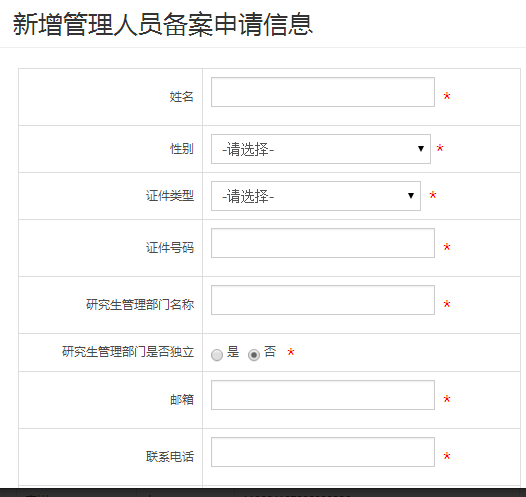 新增管理人员备案申请信息
姓名 *
性别 -请选择- *
证件类型 -请选择- *
证件号码 *
研究生管理部门名称 *
研究生管理部门是否独立 是 否 *
邮箱 *
联系电话 *